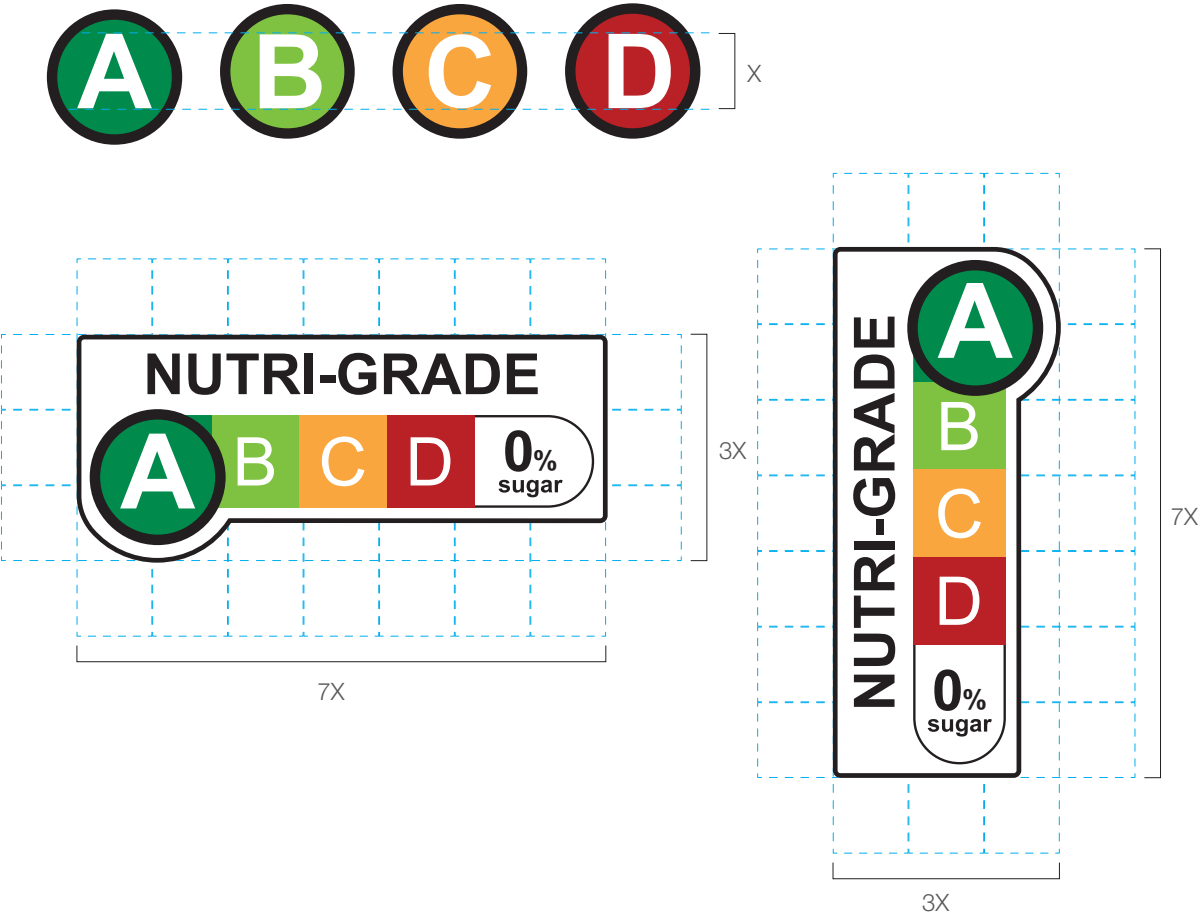 A B C D
X
NUTRI-GRADE
A B C D 0% sugar
3X
7X
NUTRI-GRADE
A
B
C
D
0%
sugar
7X
3X